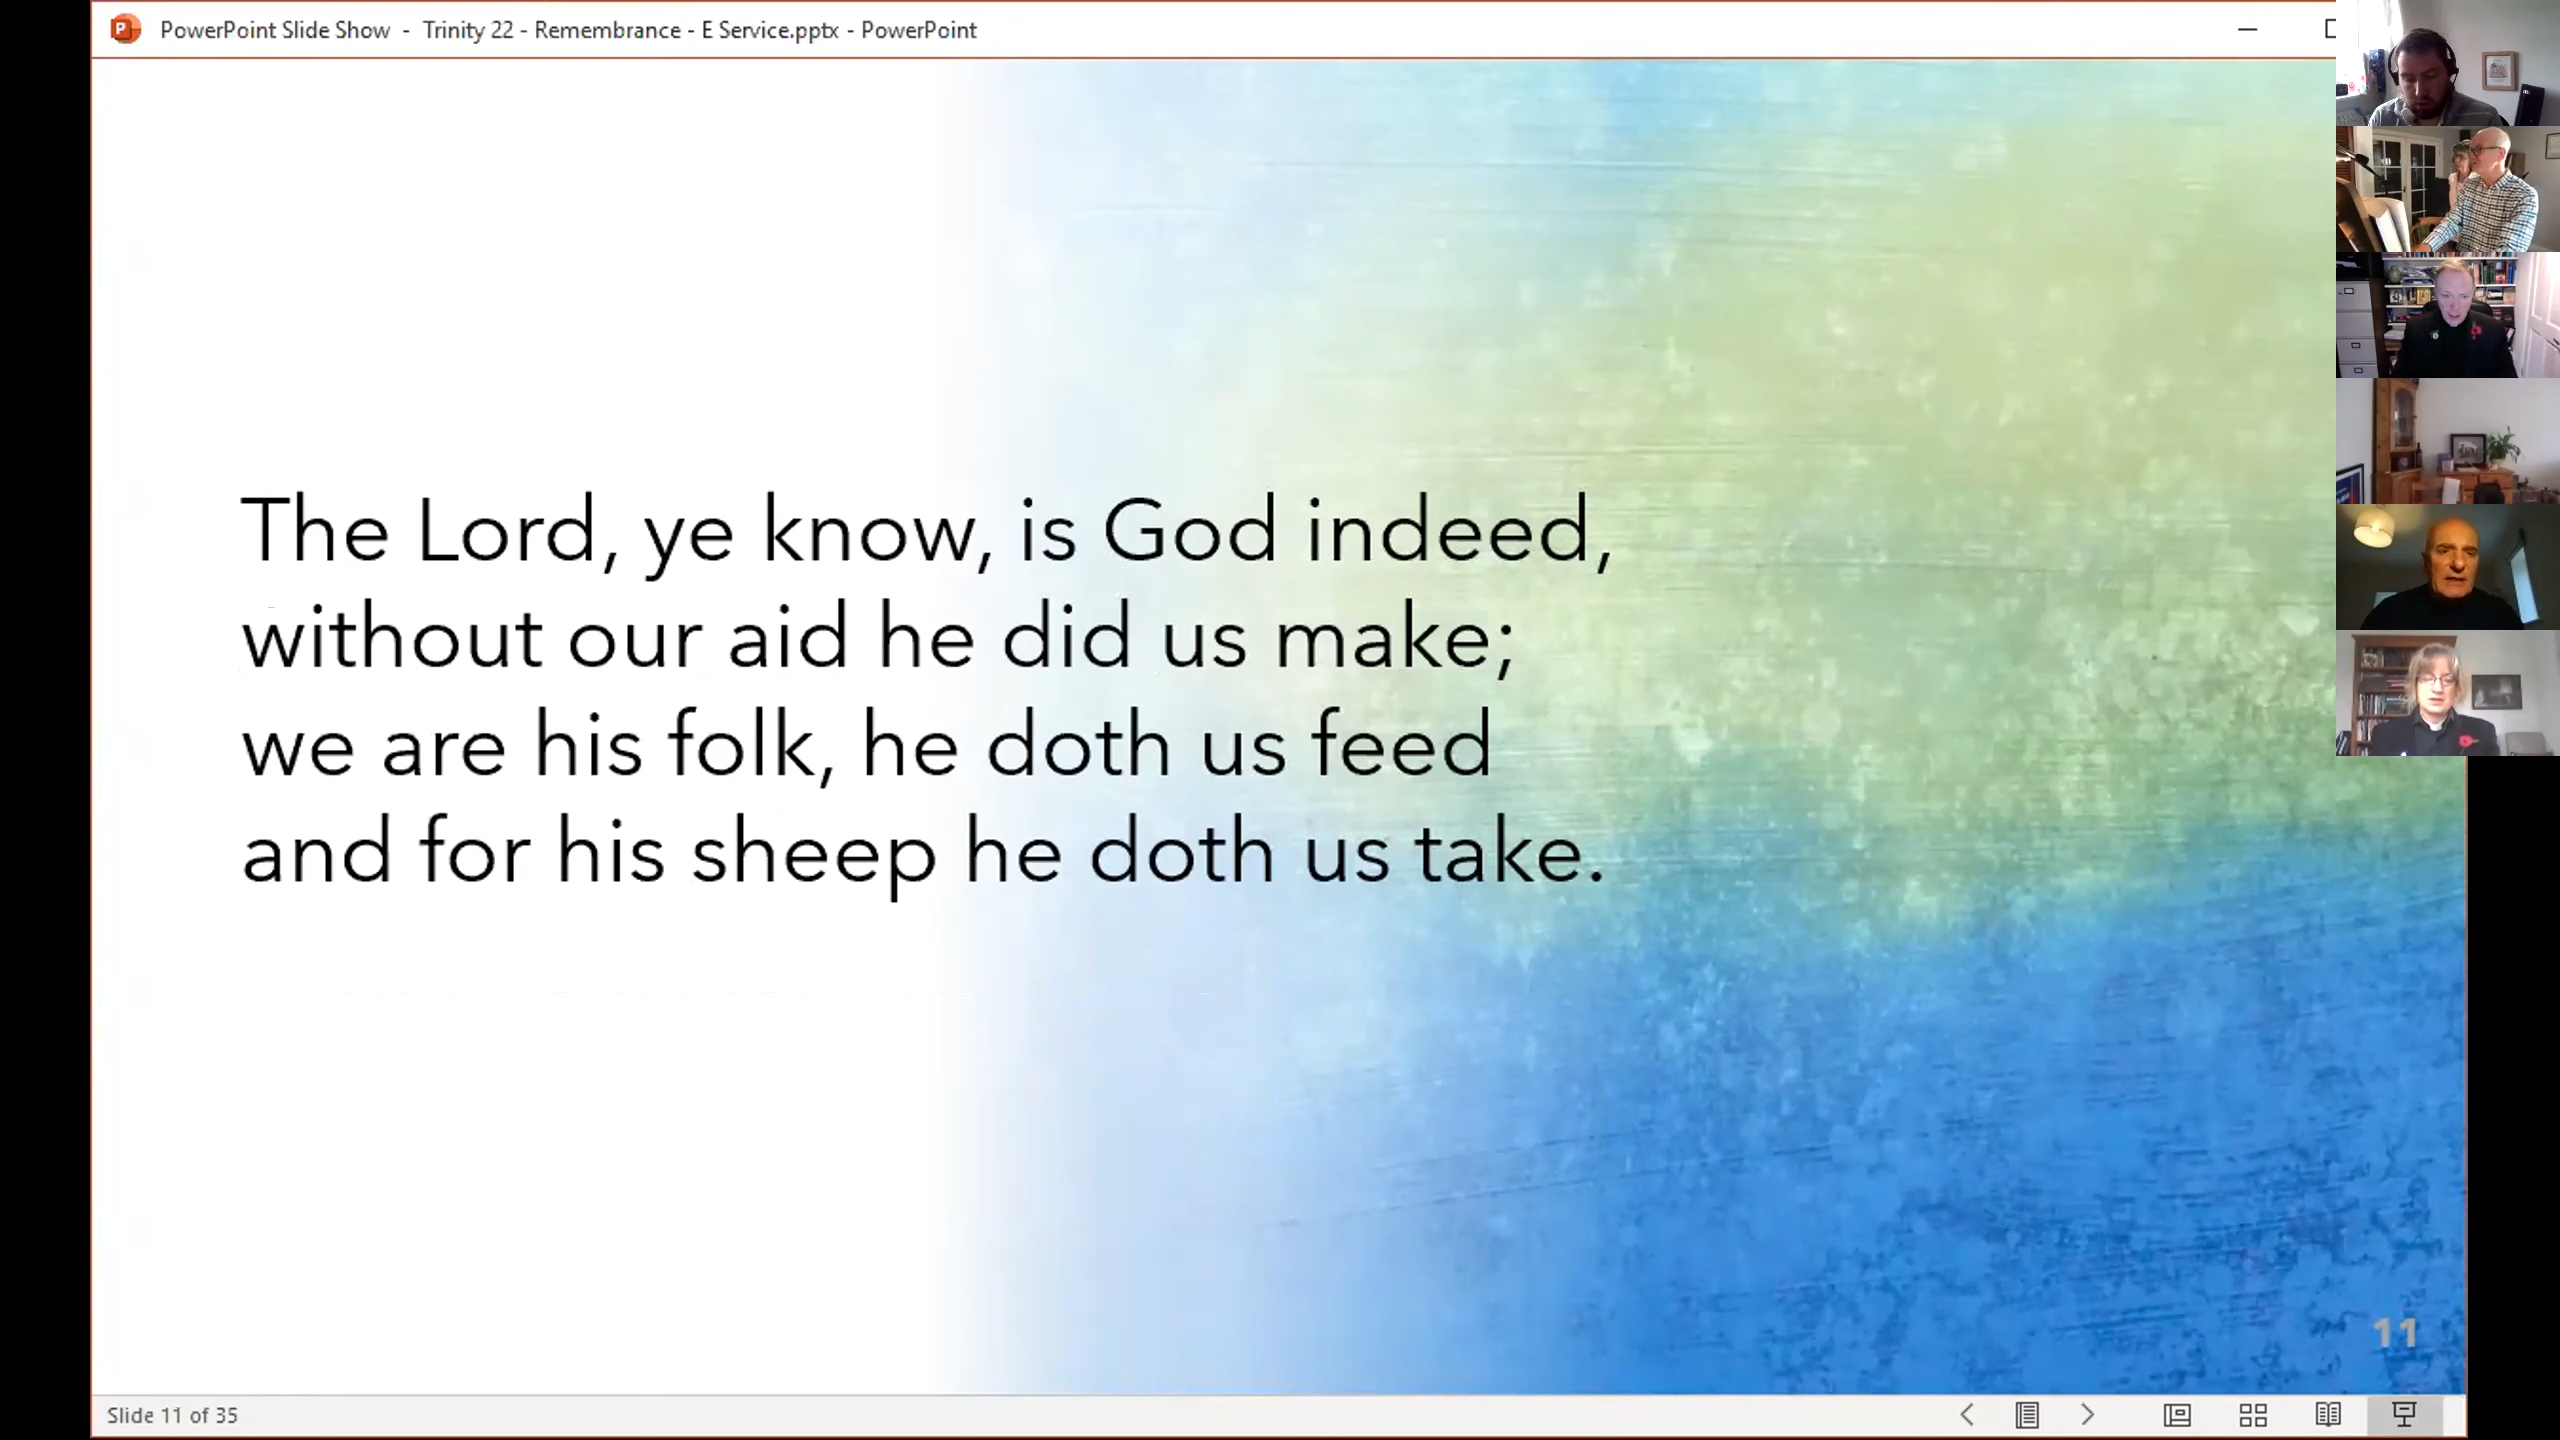 PowerPoint Slide Show - Trinity 22 - Remembrance - E Service.pptx - PowerPoint
The Lord, ye know, is God indeed,
without our aid he did us make;
we are his folk, he doth us feed
and for his sheep he doth us take.
11
Slide 11 of 35